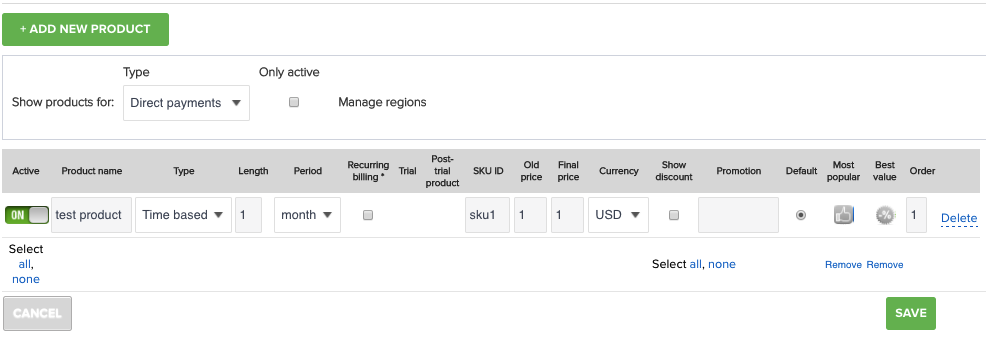 + ADD NEW PRODUCT
Type Only active
Show products for: Direct payments Manage regions
Active Product name Type Length Period Recurring billing * Trial Post-trial product SKU ID Old price Final price Currency Show discount Promotion Default Most popular Best value Order
ON test product Time based 1 month sku1 1 1 USD % 1 Delete
Select
all,
none
Select all, none Remove Remove
CANCEL SAVE